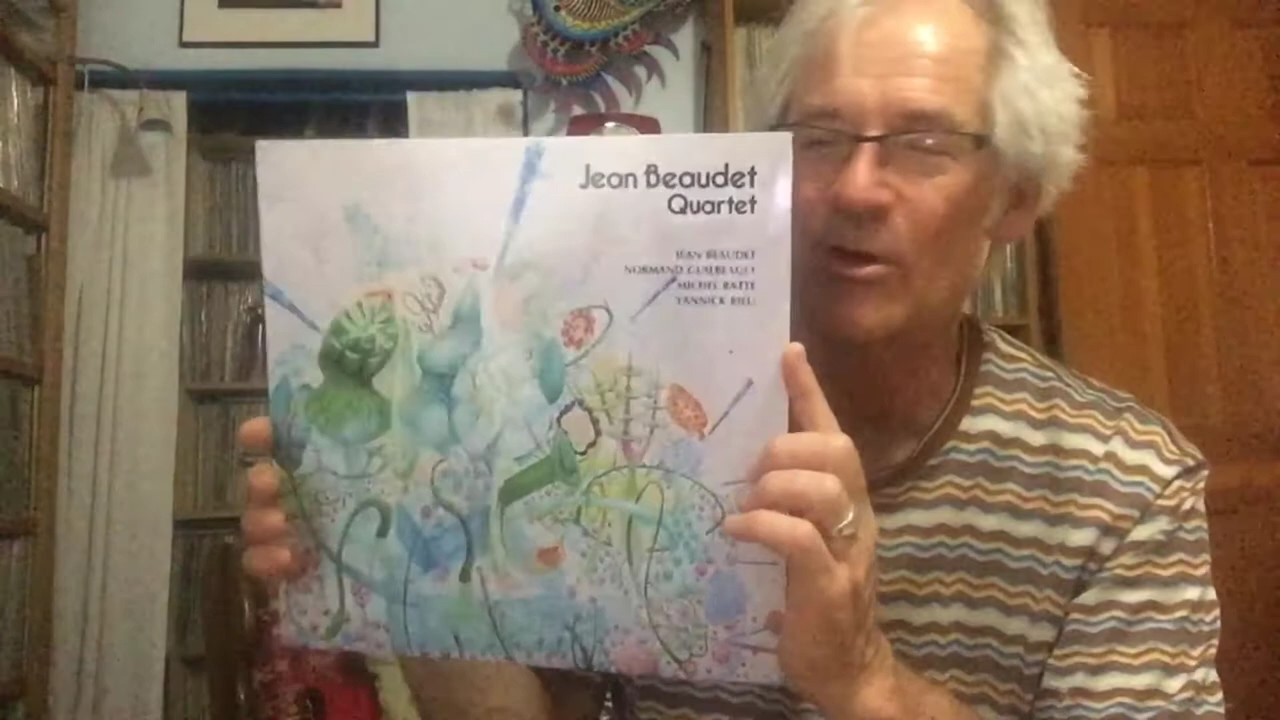 Jean Beaudet
Quartet
JEAN BEAUDET
NORMAND GUILBEAULT
MICHEL RATTÉ
YANNICK RIEU